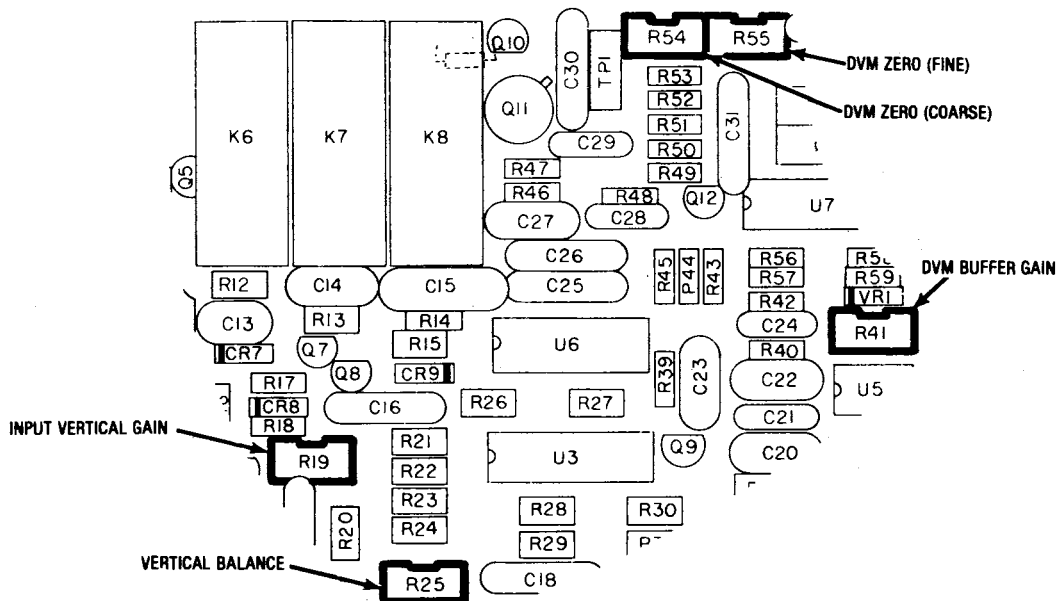 R54
R55
DVM ZERO (FINE)
DVM ZERO (COARSE)
Q10
C30
TP1
R53
R52
R51
R50
R49
C31
K6
K7
K8
Q11
C29
Q5
R47
R46
R48
Q12
U7
C27
C28
C26
C25
R45
P44
R43
R56
R57
R59
VR1
DVM BUFFER GAIN
R12
C14
C15
R42
C24
R41
C13
R13
R14
R15
U6
R40
CR7
Q7
Q8
CR9
R39
C23
C22
U5
R17
CR8
C16
R26
R27
C21
INPUT VERTICAL GAIN
R18
R19
R21
R22
U3
Q9
C20
R23
R24
R20
R28
R30
R29
VERTICAL BALANCE
R25
C18